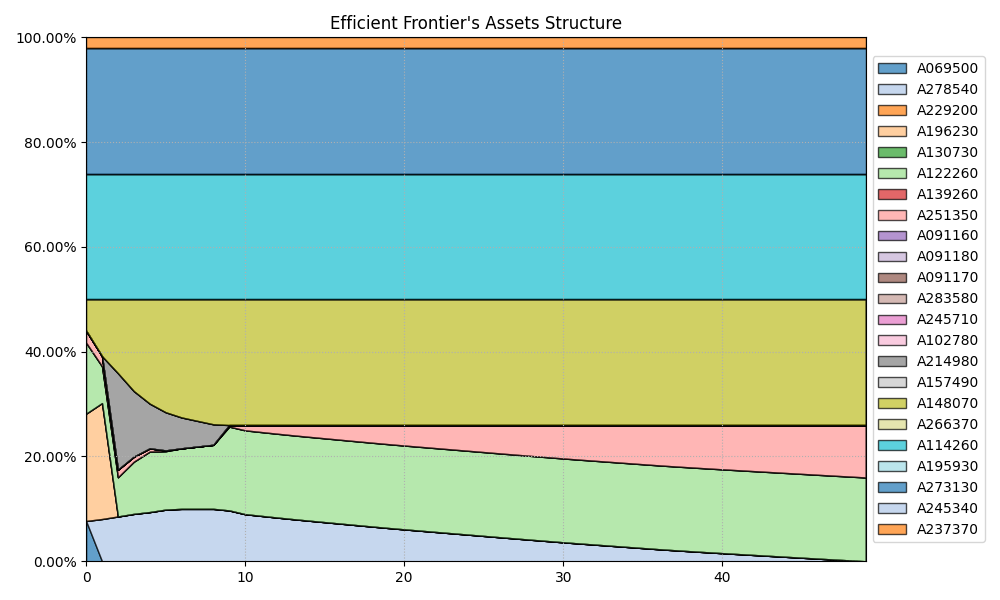 Efficient Frontier's Assets Structure
100.00%
80.00%
60.00%
40.00%
20.00%
0.00%
0
10
20
30
40
A069500
A278540
A229200
A196230
A130730
A122260
A139260
A251350
A091160
A091180
A091170
A283580
A245710
A102780
A214980
A157490
A148070
A266370
A114260
A195930
A273130
A245340
A237370